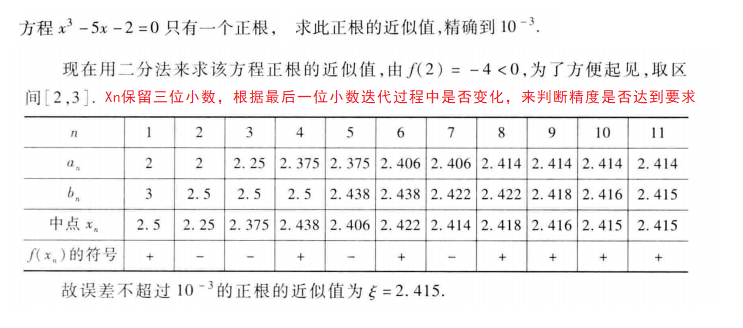 方程 x³ -5x -2 =0 只有一个正根， 求此正根的近似值,精确到 10⁻³.
现在用二分法来求该方程正根的近似值,由 f(2) = -4 <0,为了方便起见,取区
间[2,3]. Xn保留三位小数，根据最后一位小数迭代过程中是否变化，来判断精度是否达到要求
n 1 2 3 4 5 6 7 8 9 10 11
aₙ 2 2 2.25 2.375 2.375 2.406 2.406 2.414 2.414 2.414 2.414
bₙ 3 2.5 2.5 2.5 2.438 2.438 2.422 2.422 2.418 2.416 2.415
中点 xₙ 2.5 2.25 2.375 2.438 2.406 2.422 2.414 2.418 2.416 2.415 2.415
f(xₙ)的符号 + - - + - + - + + + +
故误差不超过 10⁻³的正根的近似值为 ξ = 2.415.